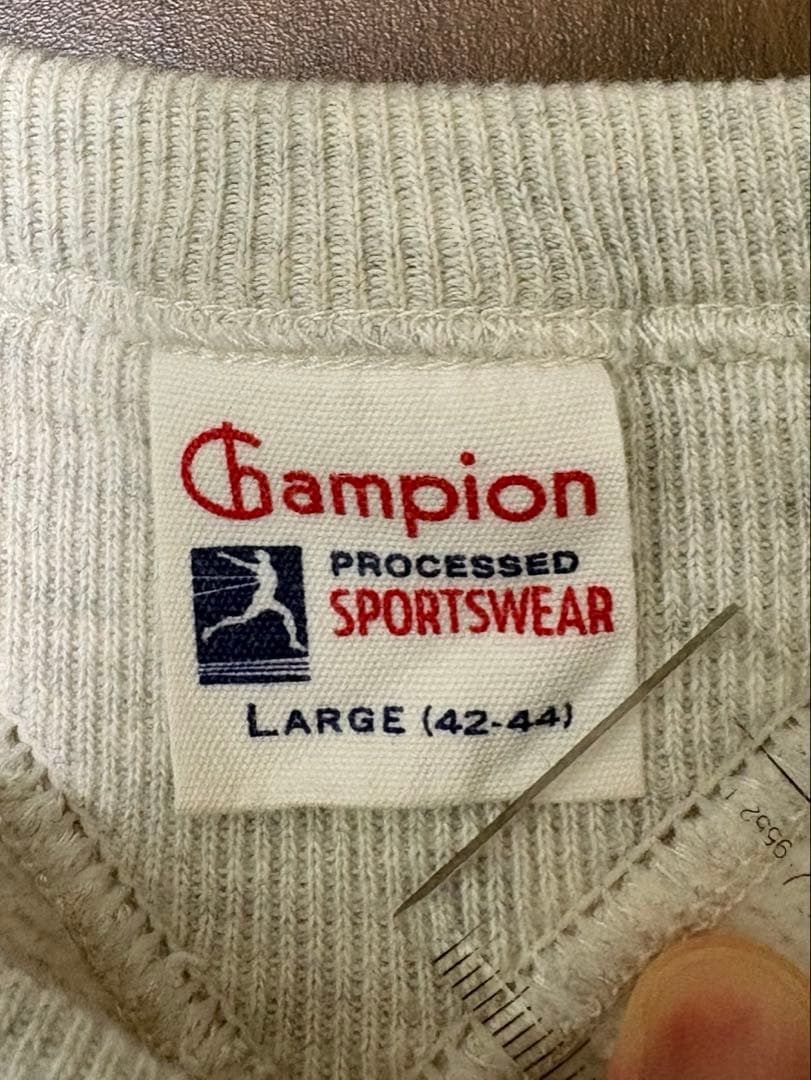 Champion
PROCESSED
SPORTSWEAR
LARGE (42-44)